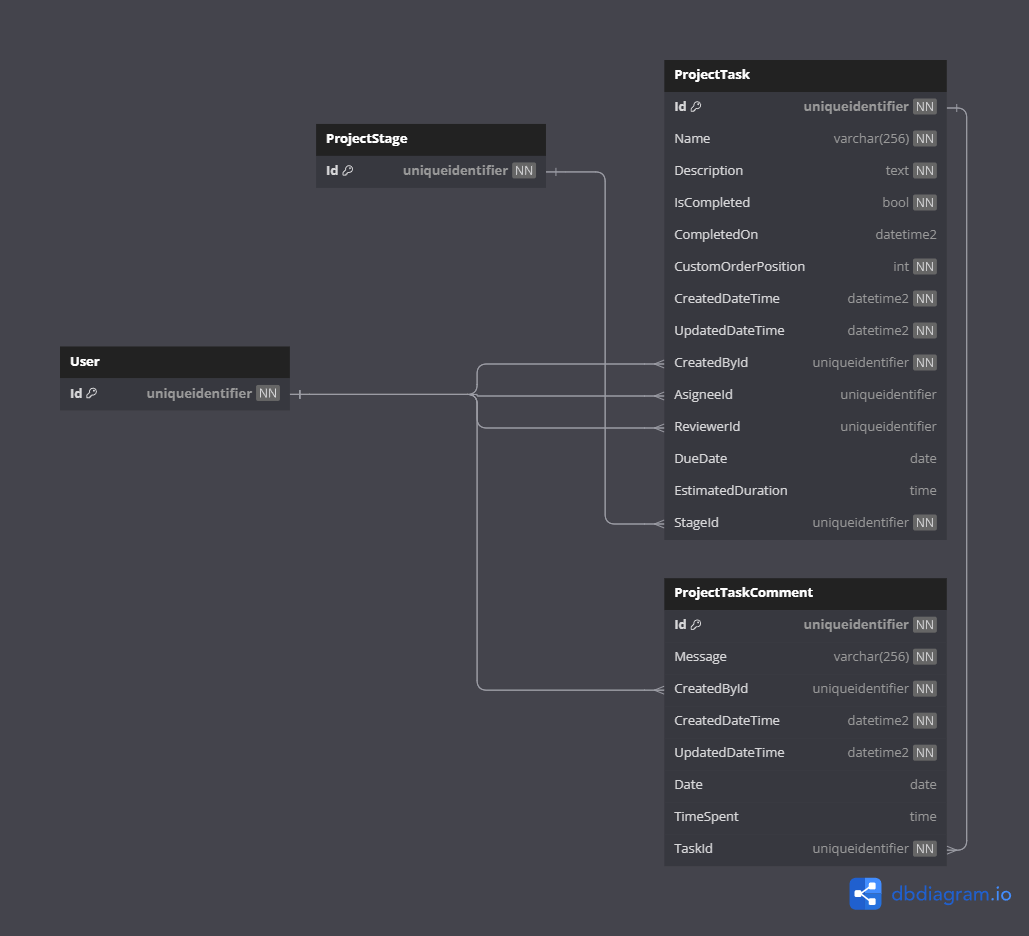 ProjectTask
Id uniqueidentifier NN
Name varchar(256) NN
Description text NN
IsCompleted bool NN
CompletedOn datetime2
CustomOrderPosition int NN
CreatedDateTime datetime2 NN
UpdatedDateTime datetime2 NN
CreatedById uniqueidentifier NN
AsigneeId uniqueidentifier
ReviewerId uniqueidentifier
DueDate date
EstimatedDuration time
StageId uniqueidentifier NN
ProjectStage
Id uniqueidentifier NN
User
Id uniqueidentifier NN
ProjectTaskComment
Id uniqueidentifier NN
Message varchar(256) NN
CreatedById uniqueidentifier NN
CreatedDateTime datetime2 NN
UpdatedDateTime datetime2 NN
Date date
TimeSpent time
TaskId uniqueidentifier NN
dbdiagram.io